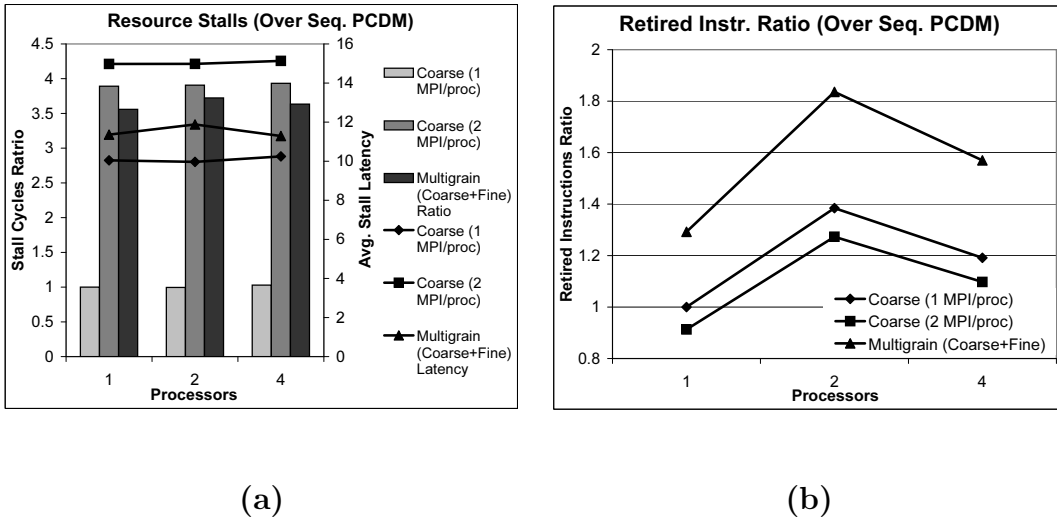 Resource Stalls (Over Seq. PCDM)
Stall Cycles Ratrio
4.5
4
3.5
3
2.5
2
1.5
1
0.5
0
16
14
12
10
8
6
4
2
0
Avg. Stall Latency
1
2
4
Processors
Coarse (1
MPI/proc)
Coarse (2
MPI/proc)
Multigrain
(Coarse+Fine)
Ratio
Coarse (1
MPI/proc)
Coarse (2
MPI/proc)
Multigrain
(Coarse+Fine)
Latency
(a)
Retired Instr. Ratio (Over Seq. PCDM)
Retired Instructions Ratio
2
1.8
1.6
1.4
1.2
1
0.8
1
2
4
Processors
Coarse (1 MPI/proc)
Coarse (2 MPI/proc)
Multigrain (Coarse+Fine)
(b)